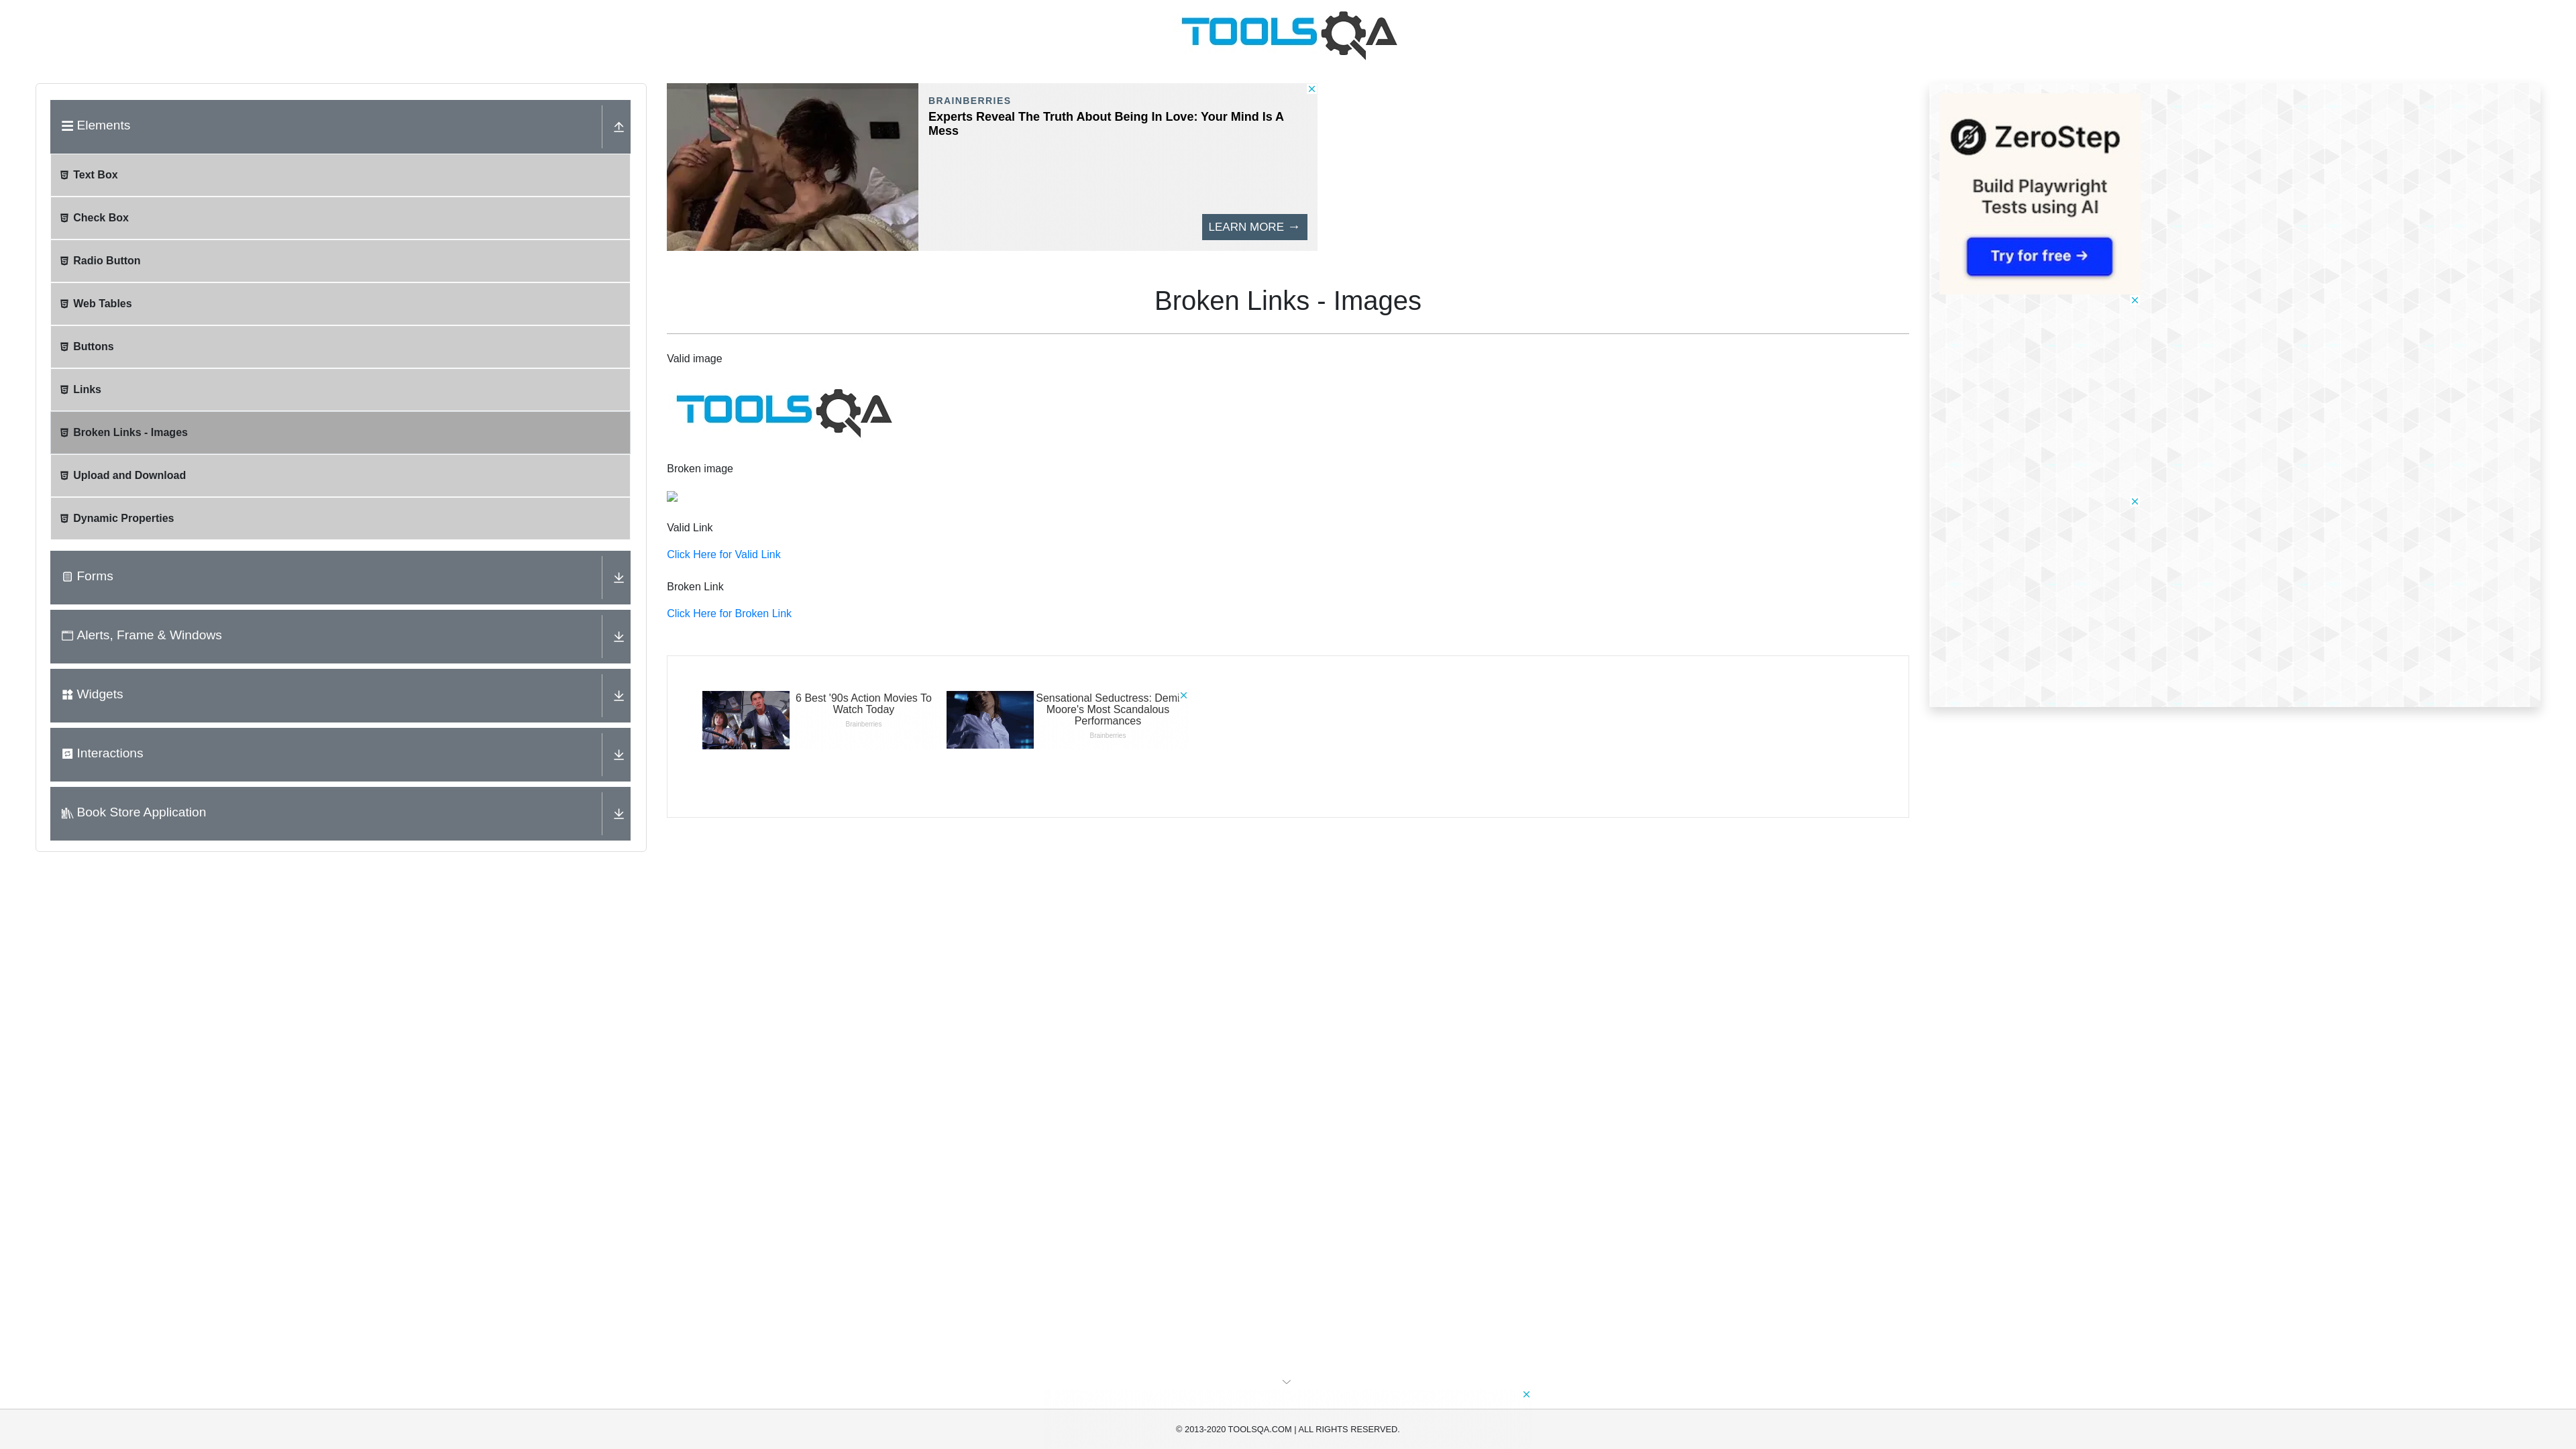 TOOLSQA
Elements
Text Box
Check Box
Radio Button
Web Tables
Buttons
Links
Broken Links - Images
Upload and Download
Dynamic Properties
Forms
Alerts, Frame & Windows
Widgets
Interactions
Book Store Application
BRAINBERRIES
Experts Reveal The Truth About Being In Love: Your Mind Is A
Mess
LEARN MORE →
Broken Links - Images
Valid image
TOOLSQA
Broken image
Valid Link
Click Here for Valid Link
Broken Link
Click Here for Broken Link
6 Best '90s Action Movies To
Watch Today
Brainberries
Sensational Seductress: Demi
Moore's Most Scandalous
Performances
Brainberries
ZeroStep
Build Playwright
Tests using AI
Try for free →
© 2013-2020 TOOLSQA.COM | ALL RIGHTS RESERVED.